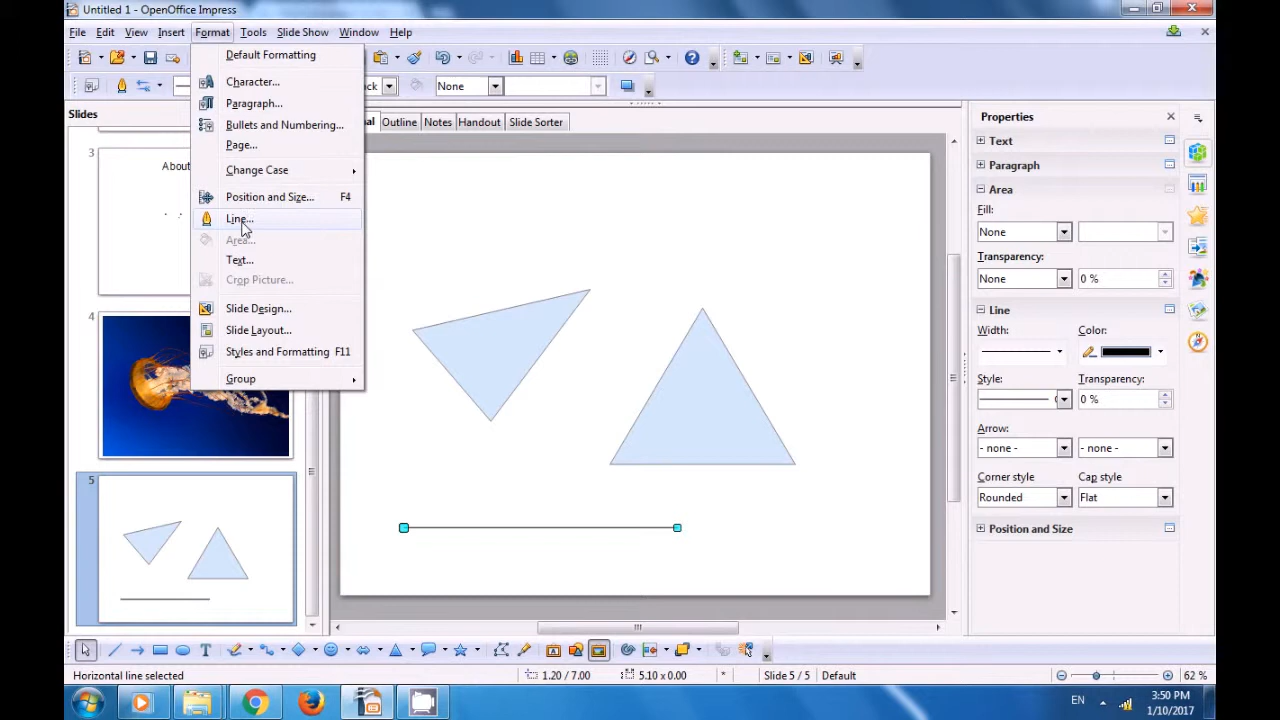 Untitled 1 - OpenOffice Impress
File Edit View Insert Format Tools Slide Show Window Help
Default Formatting
Character...
Paragraph...
Bullets and Numbering...
Page...
Change Case
Position and Size... F4
Line...
Area...
Text...
Crop Picture...
Slide Design...
Slide Layout...
Styles and Formatting F11
Group
None
Slides
Outline Notes Handout Slide Sorter
3
About
4
5
Properties
Text
Paragraph
Area
Fill:
None
Transparency:
None 0 %
Line
Width: Color:
Style: Transparency:
0 %
Arrow:
- none - - none -
Corner style Cap style
Rounded Flat
Position and Size
Horizontal line selected 1.20 / 7.00 5.10 x 0.00 * Slide 5 / 5 Default 62 %
EN
3:50 PM
1/10/2017